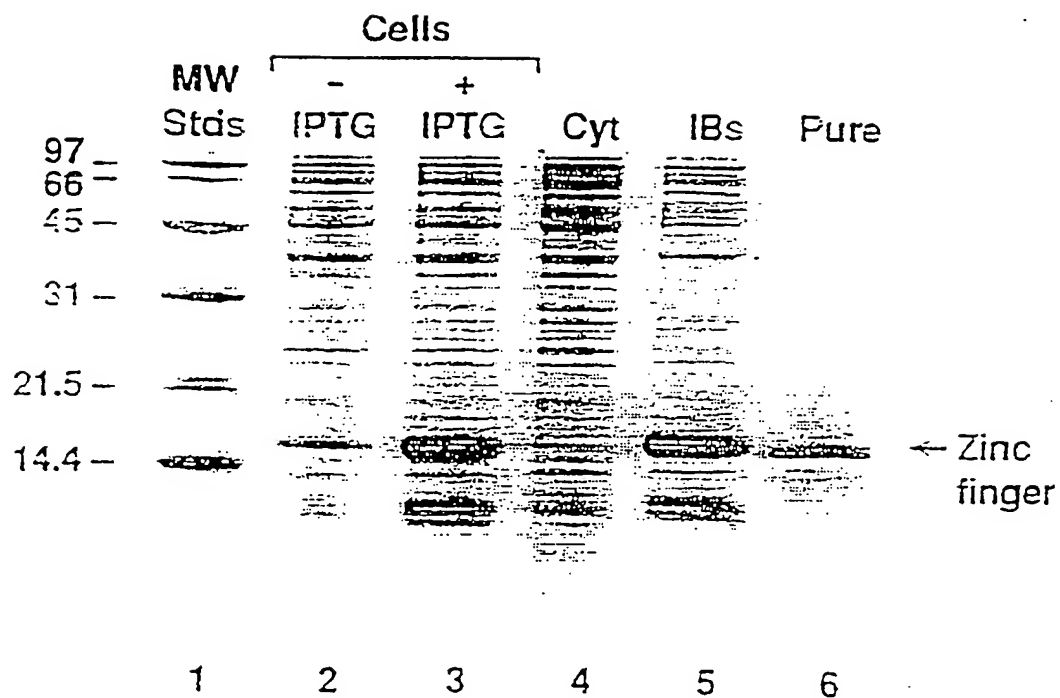 Cells
MW Stds
- IPTG
+ IPTG
Cyt
IBs
Pure
97 –
66 –
45 –
31 –
21.5 –
14.4 –
← Zinc
finger
1 2 3 4 5 6